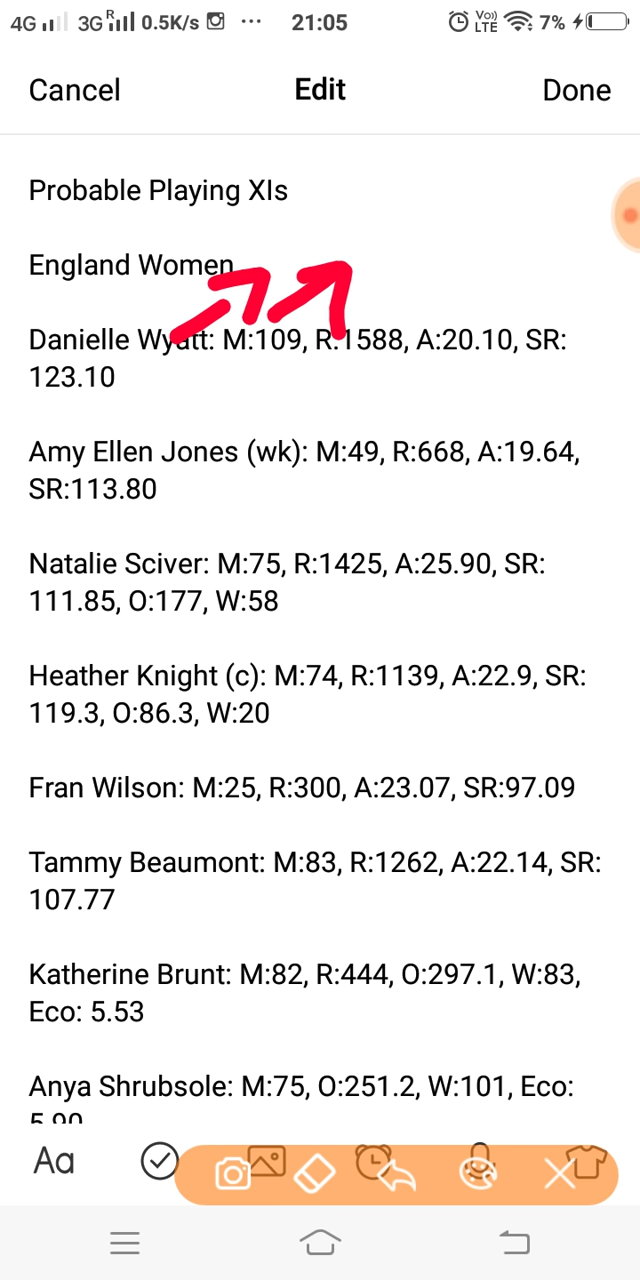 4G 3G R 0.5K/s ... 21:05 Vo)) LTE 7%
Cancel Edit Done
Probable Playing XIs
England Women
Danielle Wyatt: M:109, R:1588, A:20.10, SR:
123.10
Amy Ellen Jones (wk): M:49, R:668, A:19.64,
SR:113.80
Natalie Sciver: M:75, R:1425, A:25.90, SR:
111.85, O:177, W:58
Heather Knight (c): M:74, R:1139, A:22.9, SR:
119.3, O:86.3, W:20
Fran Wilson: M:25, R:300, A:23.07, SR:97.09
Tammy Beaumont: M:83, R:1262, A:22.14, SR:
107.77
Katherine Brunt: M:82, R:444, O:297.1, W:83,
Eco: 5.53
Anya Shrubsole: M:75, O:251.2, W:101, Eco:
Aa